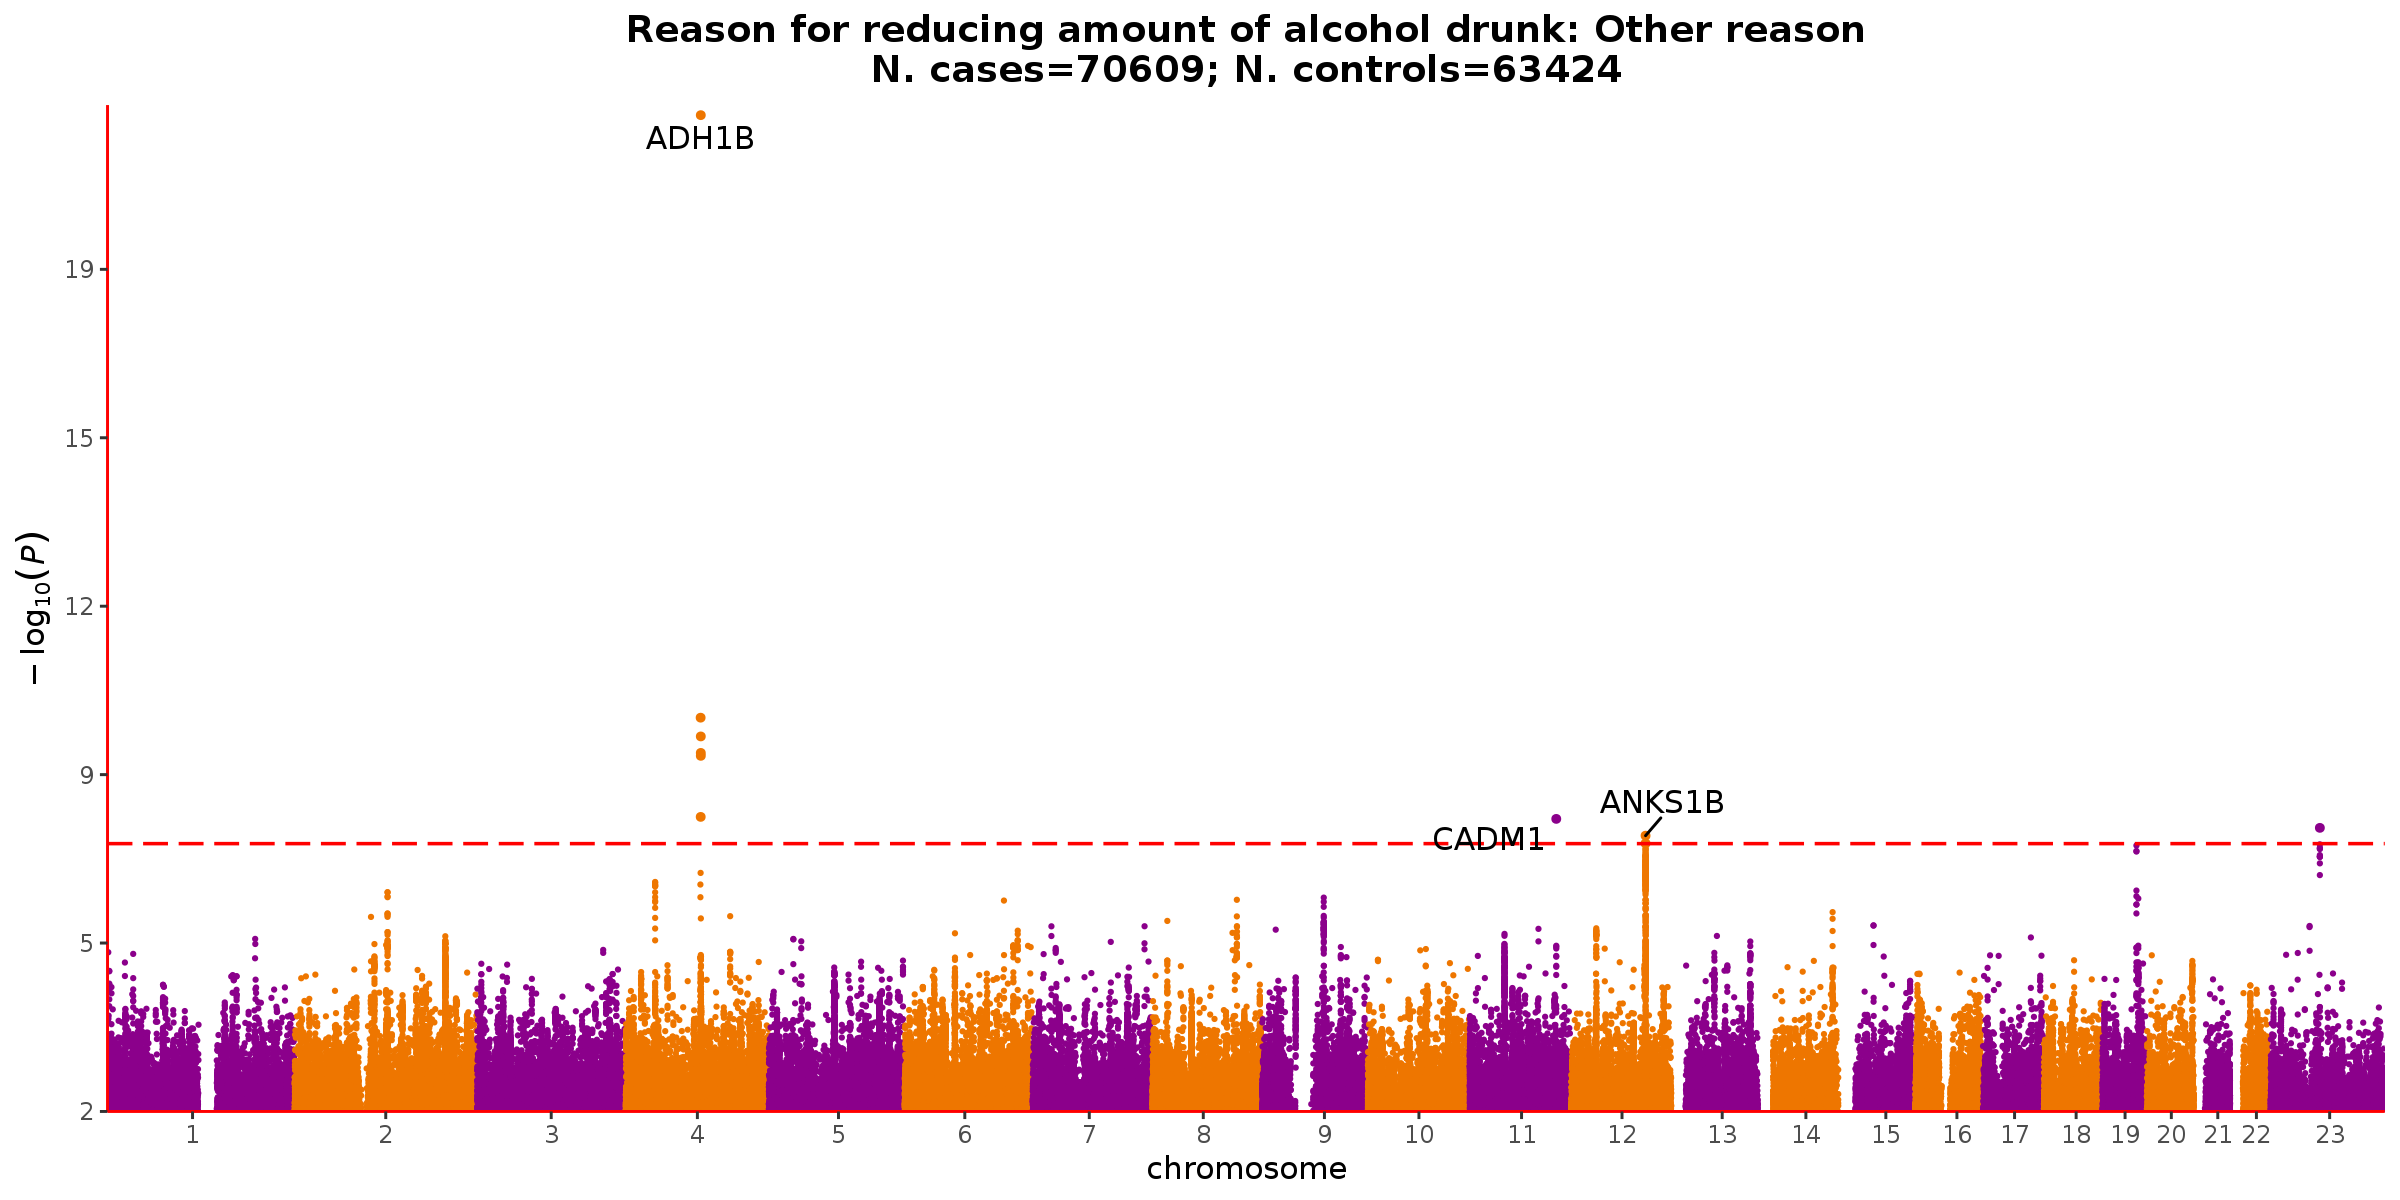 Reason for reducing amount of alcohol drunk: Other reason
N. cases=70609; N. controls=63424
ADH1B
19
15
12
9
5
2
−log10(P)
ANKS1B
CADM1
1 2 3 4 5 6 7 8 9 10 11 12 13 14 15 16 17 18 19 20 21 22 23
chromosome